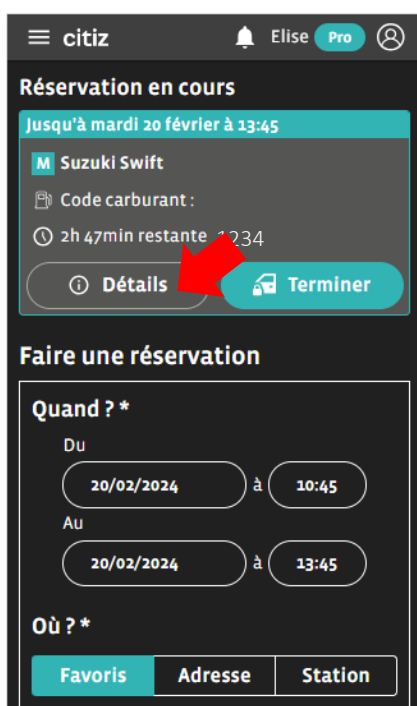 citiz Elise Pro
Réservation en cours
Jusqu'à mardi 20 février à 13:45
M Suzuki Swift
Code carburant :
2h 47min restante 1234
Détails Terminer
Faire une réservation
Quand ? *
Du
20/02/2024 à 10:45
Au
20/02/2024 à 13:45
Où ? *
Favoris Adresse Station